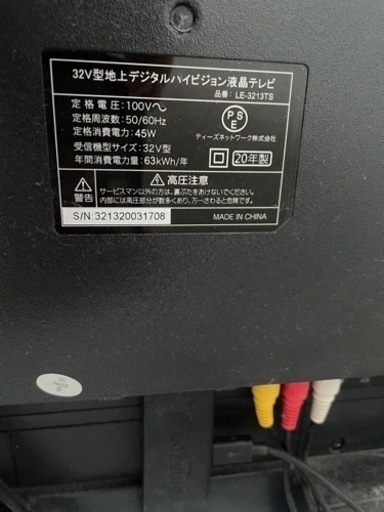 32V型地上デジタルハイビジョン液晶テレビ
品番： LE-3213TS
定格電圧：100V〜
定格周波数：50/60Hz
定格消費電力：45W
受信機型サイズ：32V型
年間消費電力量：63kWh/年
PSE
ティーズネットワーク株式会社
20年製
警告
高圧注意
サービスマン以外の方は、裏ぶたをあけないでください。
内部には高圧部分が数多くあり、万一さわると危険です。
S/N:321320031708
MADE IN CHINA